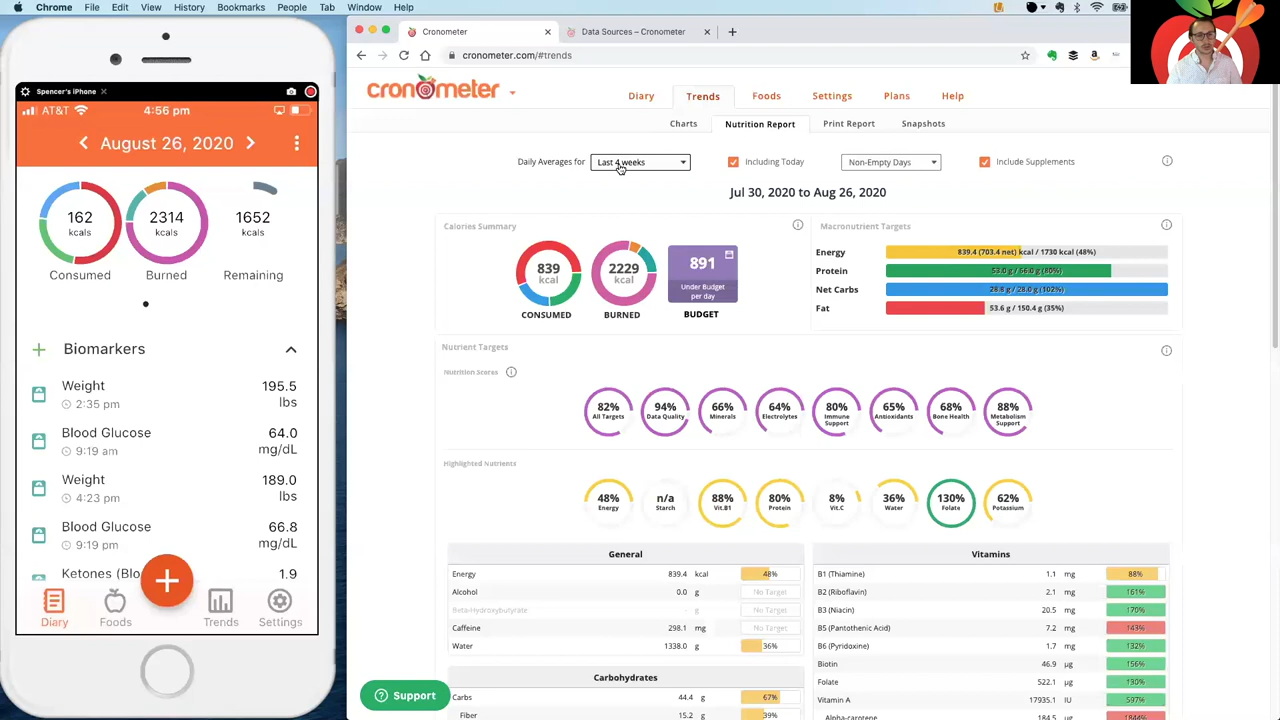 Chrome File Edit View History Bookmarks People Tab Window Help
Spencer's iPhone
AT&T 4:56 pm
August 26, 2020
162 kcals
2314 kcals
1652 kcals
Consumed Burned Remaining
Biomarkers
Weight 195.5 lbs
2:35 pm
Blood Glucose 64.0 mg/dL
9:19 am
Weight 189.0 lbs
4:23 pm
Blood Glucose 66.8 mg/dL
9:19 pm
Ketones (Blo 1.9
+
Diary Foods Trends Settings
Cronometer
Data Sources – Cronometer
cronometer.com/#trends
cronometer
Diary Trends Foods Settings Plans Help
Charts Nutrition Report Print Report Snapshots
Daily Averages for Last 4 weeks Including Today Non-Empty Days Include Supplements
Jul 30, 2020 to Aug 26, 2020
Calories Summary
839 kcal
CONSUMED
2229 kcal
BURNED
891
Under Budget per day
BUDGET
Macronutrient Targets
Energy 839.4 (703.4 net) kcal / 1730 kcal (48%)
Protein 53.0 g / 66.0 g (80%)
Net Carbs 28.8 g / 28.0 g (102%)
Fat 53.6 g / 150.4 g (35%)
Nutrient Targets
Nutrition Scores
82% All Targets
94% Data Quality
66% Minerals
64% Electrolytes
80% Immune Support
65% Antioxidants
68% Bone Health
88% Metabolism Support
Highlighted Nutrients
48% Energy
n/a Starch
88% Vit.B1
80% Protein
8% Vit.C
36% Water
130% Folate
62% Potassium
General
Energy 839.4 kcal 48%
Alcohol 0.0 g No Target
Beta-Hydroxybutyrate - g No Target
Caffeine 298.1 mg No Target
Water 1338.0 g 36%
Carbohydrates
Carbs 44.4 g 67%
Fiber 15.2 g 39%
Vitamins
B1 (Thiamine) 1.1 mg 88%
B2 (Riboflavin) 2.1 mg 161%
B3 (Niacin) 20.5 mg 170%
B5 (Pantothenic Acid) 7.2 mg 143%
B6 (Pyridoxine) 1.7 mg 132%
Biotin 46.9 µg 156%
Folate 522.1 µg 130%
Vitamin A 17935.1 IU 597%
Alpha-carotene 184.5 µg 1844%
Support